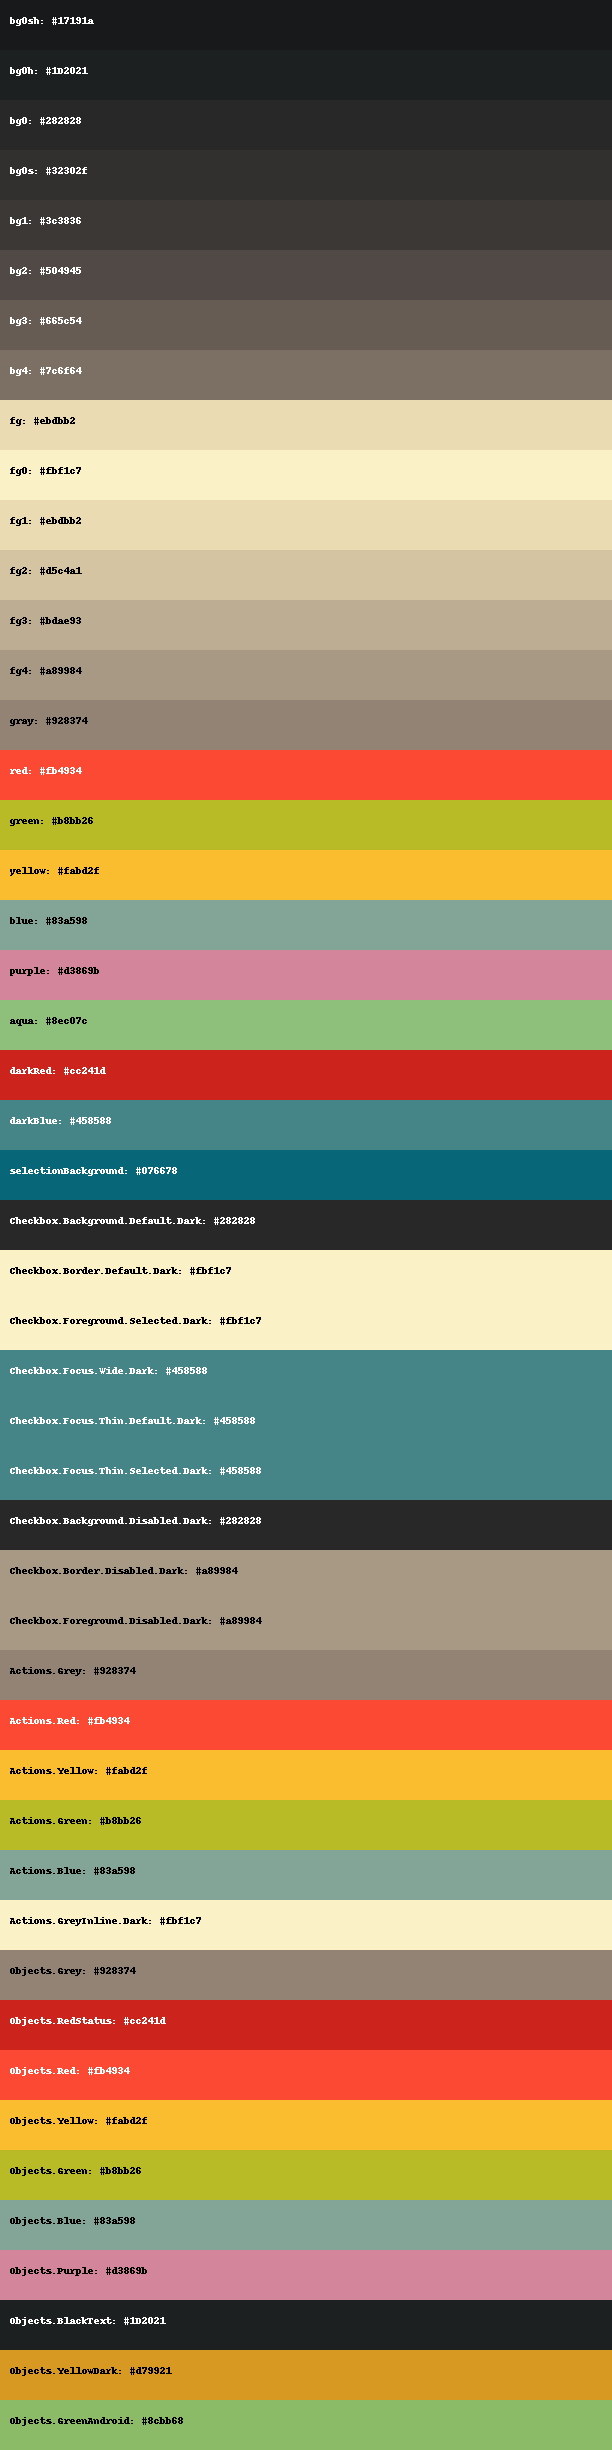 bg0sh: #17191a
bg0h: #1D2021
bg0: #282828
bg0s: #32302f
bg1: #3c3836
bg2: #504945
bg3: #665c54
bg4: #7c6f64
fg: #ebdbb2
fg0: #fbf1c7
fg1: #ebdbb2
fg2: #d5c4a1
fg3: #bdae93
fg4: #a89984
gray: #928374
red: #fb4934
green: #b8bb26
yellow: #fabd2f
blue: #83a598
purple: #d3869b
aqua: #8ec07c
darkRed: #cc241d
darkBlue: #458588
selectionBackground: #076678
Checkbox.Background.Default.Dark: #282828
Checkbox.Border.Default.Dark: #fbf1c7
Checkbox.Foreground.Selected.Dark: #fbf1c7
Checkbox.Focus.Wide.Dark: #458588
Checkbox.Focus.Thin.Default.Dark: #458588
Checkbox.Focus.Thin.Selected.Dark: #458588
Checkbox.Background.Disabled.Dark: #282828
Checkbox.Border.Disabled.Dark: #a89984
Checkbox.Foreground.Disabled.Dark: #a89984
Actions.Grey: #928374
Actions.Red: #fb4934
Actions.Yellow: #fabd2f
Actions.Green: #b8bb26
Actions.Blue: #83a598
Actions.GreyInline.Dark: #fbf1c7
Objects.Grey: #928374
Objects.RedStatus: #cc241d
Objects.Red: #fb4934
Objects.Yellow: #fabd2f
Objects.Green: #b8bb26
Objects.Blue: #83a598
Objects.Purple: #d3869b
Objects.BlackText: #1D2021
Objects.YellowDark: #d79921
Objects.GreenAndroid: #8cbb68